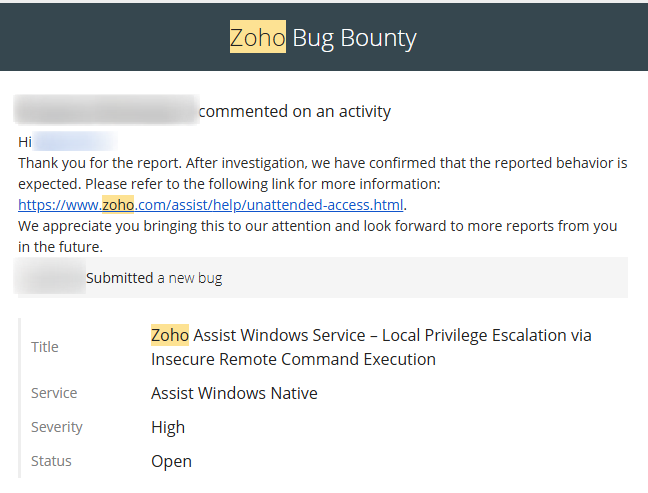 Zoho Bug Bounty
commented on an activity
Hi
Thank you for the report. After investigation, we have confirmed that the reported behavior is
expected. Please refer to the following link for more information:
https://www.zoho.com/assist/help/unattended-access.html.
We appreciate you bringing this to our attention and look forward to more reports from you
in the future.
Submitted a new bug
Title
Zoho Assist Windows Service – Local Privilege Escalation via
Insecure Remote Command Execution
Service
Assist Windows Native
Severity
High
Status
Open